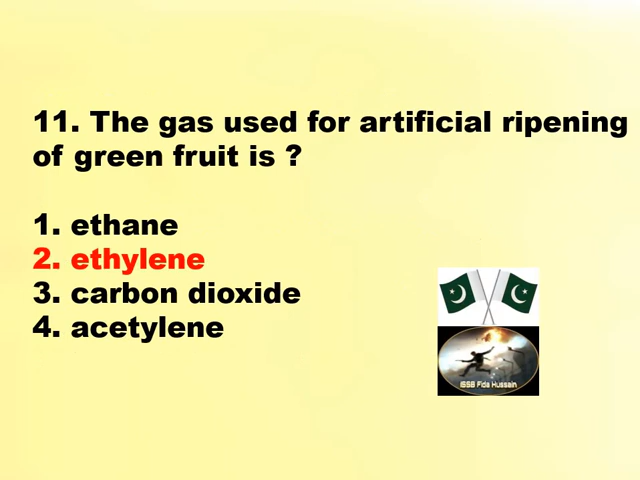 11. The gas used for artificial ripening
of green fruit is ?
1. ethane
2. ethylene
3. carbon dioxide
4. acetylene
ISSB Fida Hussain